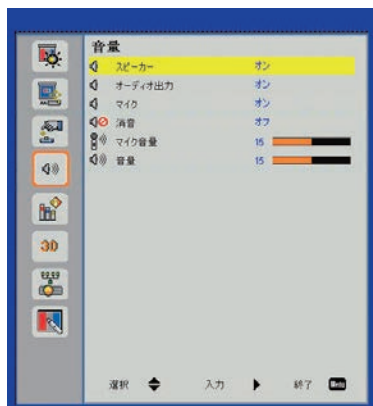 音量
スピーカー オン
オーディオ出力 オン
マイク オン
消音 オフ
マイク音量 15
音量 15
3D
選択 入力 終了 Menu